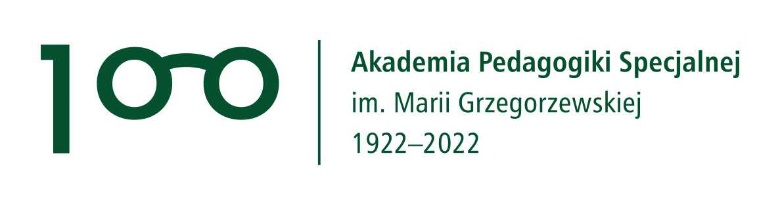 100
Akademia Pedagogiki Specjalnej
im. Marii Grzegorzewskiej
1922–2022